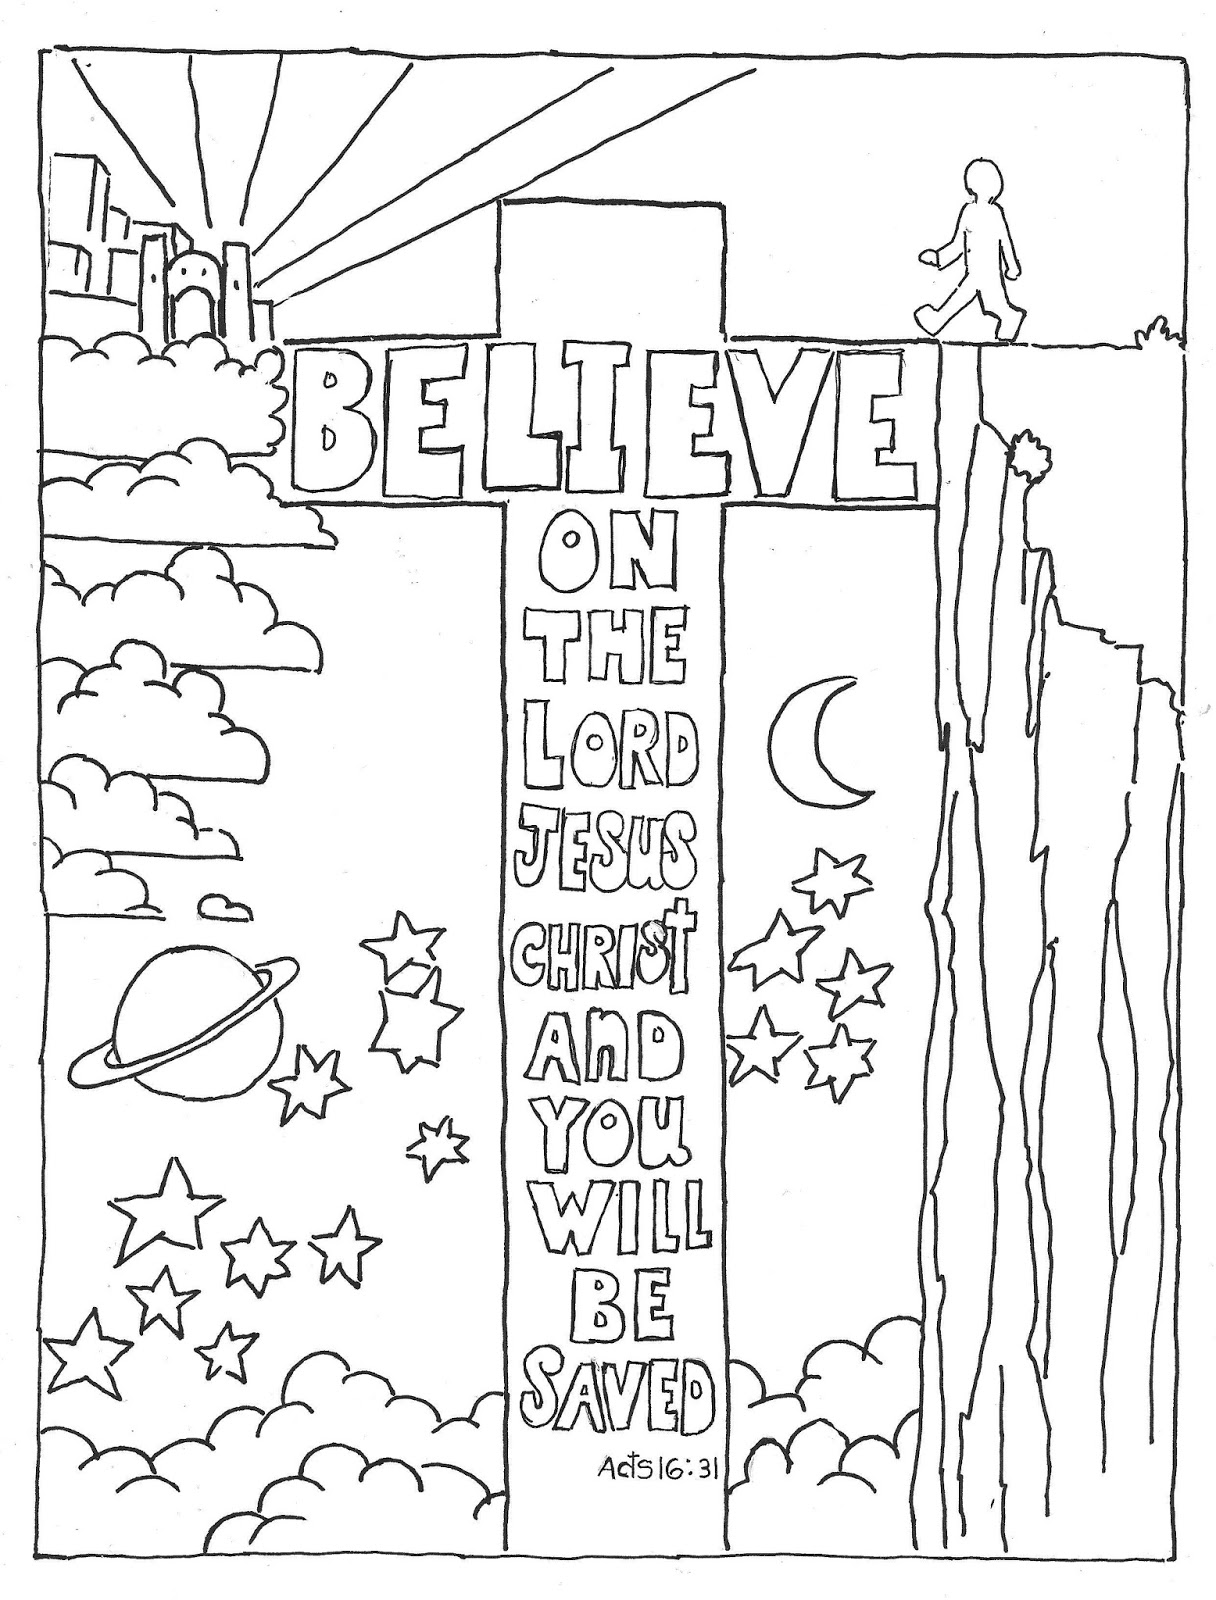 BELIEVE
ON
THE
LORD
JESUS
CHRIST
AnD
YOU
WILL
BE
SAVED
Acts 16:31